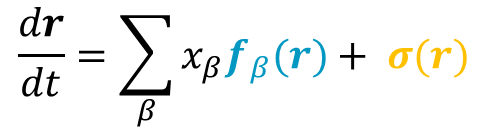 d𝒓/dt = ∑_β x_β 𝒇_β(𝒓) + 𝝈(𝒓)